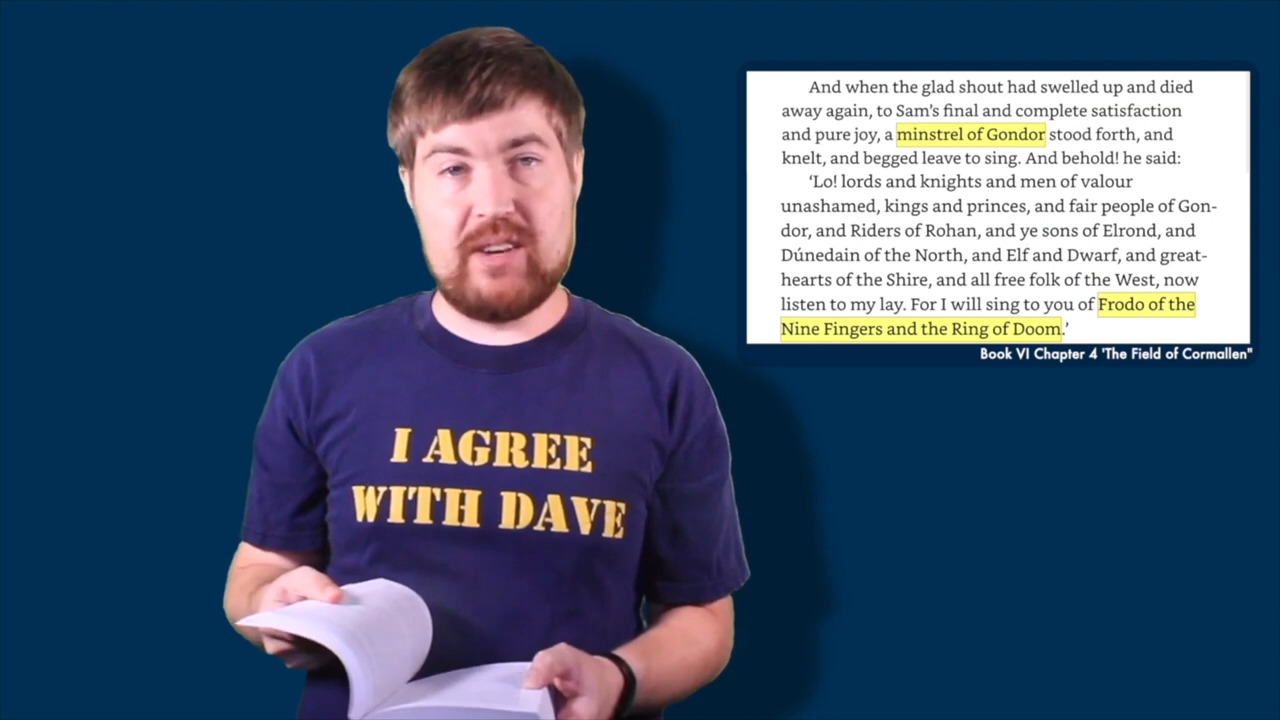 I AGREE
WITH DAVE
And when the glad shout had swelled up and died
away again, to Sam's final and complete satisfaction
and pure joy, a minstrel of Gondor stood forth, and
knelt, and begged leave to sing. And behold! he said:
‘Lo! lords and knights and men of valour
unashamed, kings and princes, and fair people of Gon-
dor, and Riders of Rohan, and ye sons of Elrond, and
Dúnedain of the North, and Elf and Dwarf, and great-
hearts of the Shire, and all free folk of the West, now
listen to my lay. For I will sing to you of Frodo of the
Nine Fingers and the Ring of Doom.’
Book VI Chapter 4 'The Field of Cormallen"